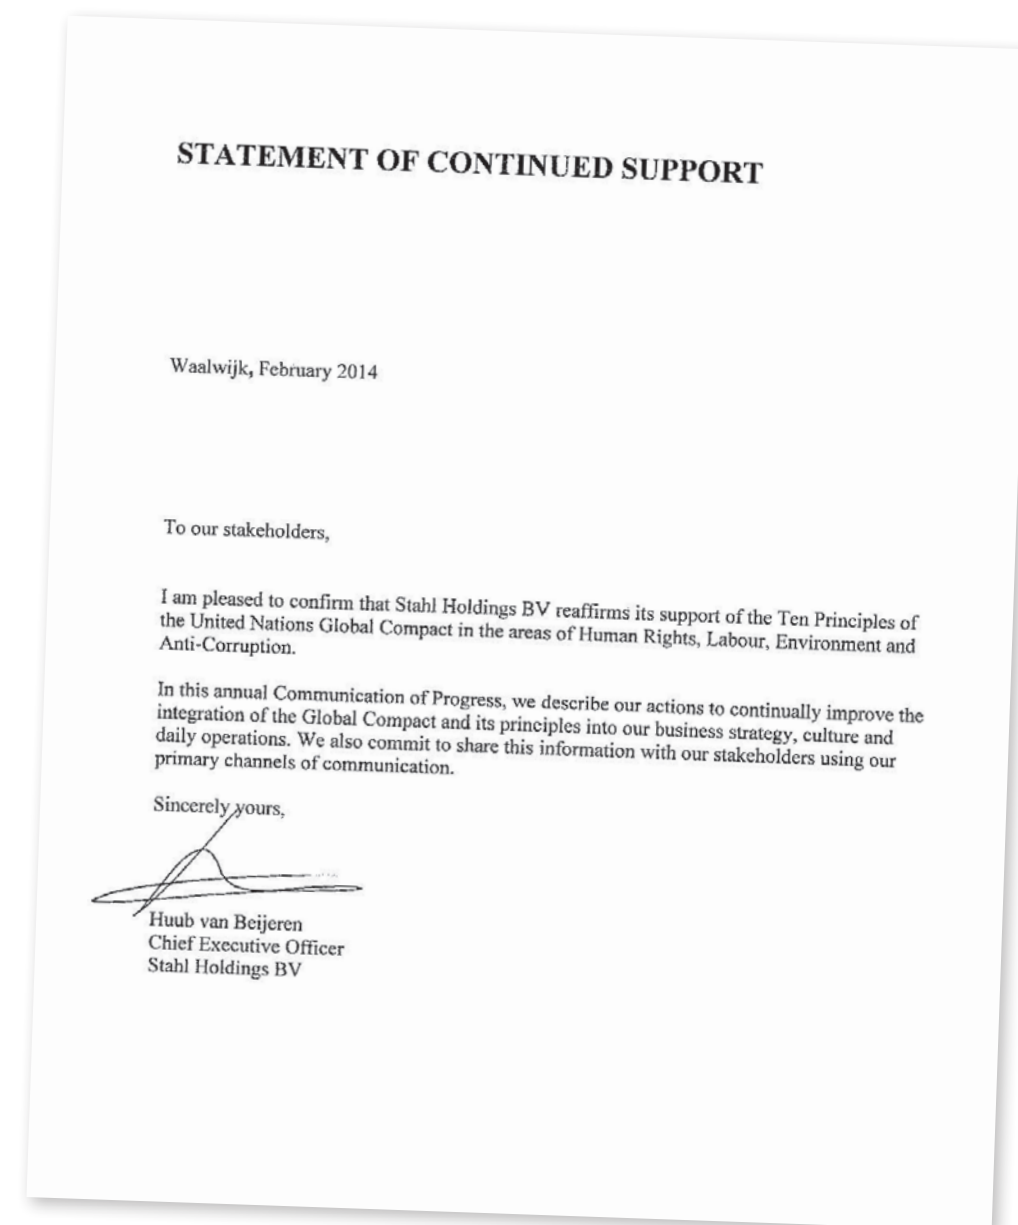 STATEMENT OF CONTINUED SUPPORT
Waalwijk, February 2014
To our stakeholders,
I am pleased to confirm that Stahl Holdings BV reaffirms its support of the Ten Principles of
the United Nations Global Compact in the areas of Human Rights, Labour, Environment and
Anti-Corruption.
In this annual Communication of Progress, we describe our actions to continually improve the
integration of the Global Compact and its principles into our business strategy, culture and
daily operations. We also commit to share this information with our stakeholders using our
primary channels of communication.
Sincerely yours,
Huub van Beijeren
Chief Executive Officer
Stahl Holdings BV